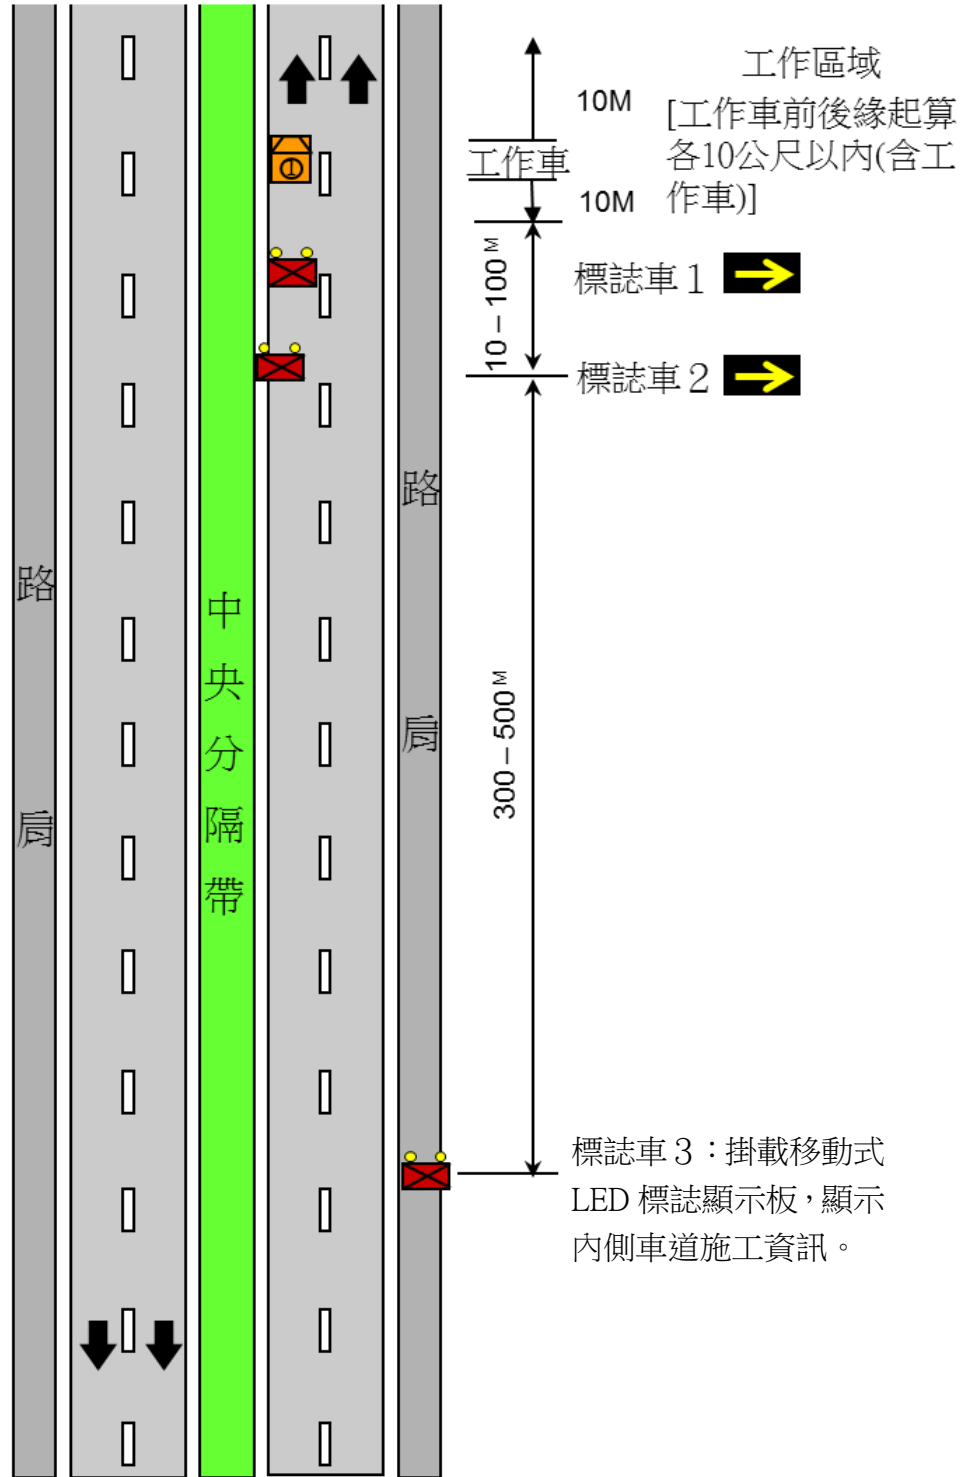 工作區域
10M
[工作車前後緣起算
工作車
①
各10公尺以內(含工
10M
作車)]
10－100M
標誌車１
標誌車２
路
肩
路
肩
中
央
分
隔
帶
300－500M
標誌車３：掛載移動式
LED 標誌顯示板，顯示
內側車道施工資訊。